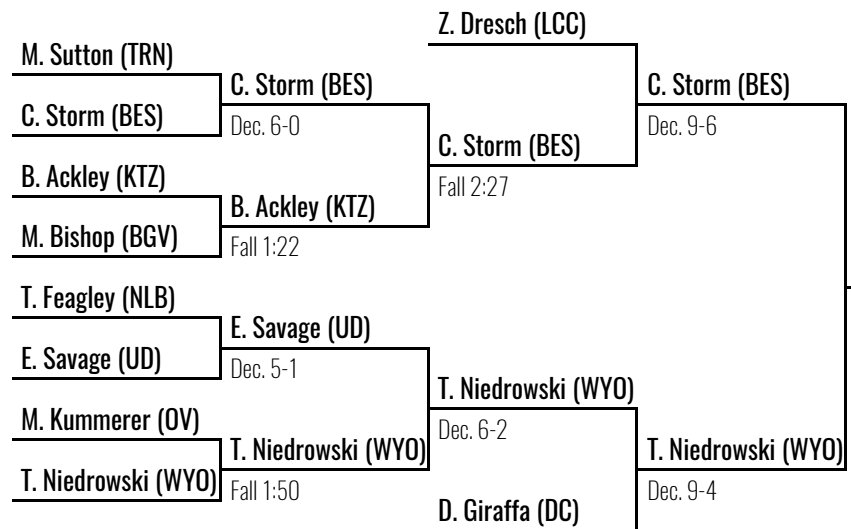 M. Sutton (TRN)
C. Storm (BES)
B. Ackley (KTZ)
M. Bishop (BGV)
T. Feagley (NLB)
E. Savage (UD)
M. Kummerer (OV)
T. Niedrowski (WYO)
C. Storm (BES)
Dec. 6-0
B. Ackley (KTZ)
Fall 1:22
E. Savage (UD)
Dec. 5-1
T. Niedrowski (WYO)
Fall 1:50
Z. Dresch (LCC)
C. Storm (BES)
Fall 2:27
T. Niedrowski (WYO)
Dec. 6-2
D. Giraffa (DC)
C. Storm (BES)
Dec. 9-6
T. Niedrowski (WYO)
Dec. 9-4